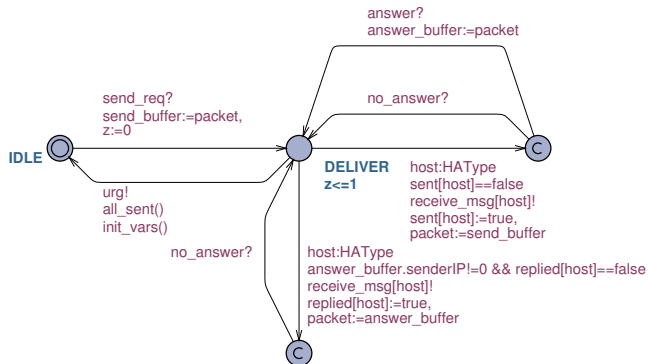 answer?
answer_buffer:=packet
send_req?
send_buffer:=packet,
z:=0
no_answer?
IDLE
C
DELIVER
z<=1
host:HAType
sent[host]==false
receive_msg[host]!
sent[host]:=true,
packet:=send_buffer
urg!
all_sent()
init_vars()
no_answer?
host:HAType
answer_buffer.senderIP!=0 && replied[host]==false
receive_msg[host]!
replied[host]:=true,
packet:=answer_buffer
C